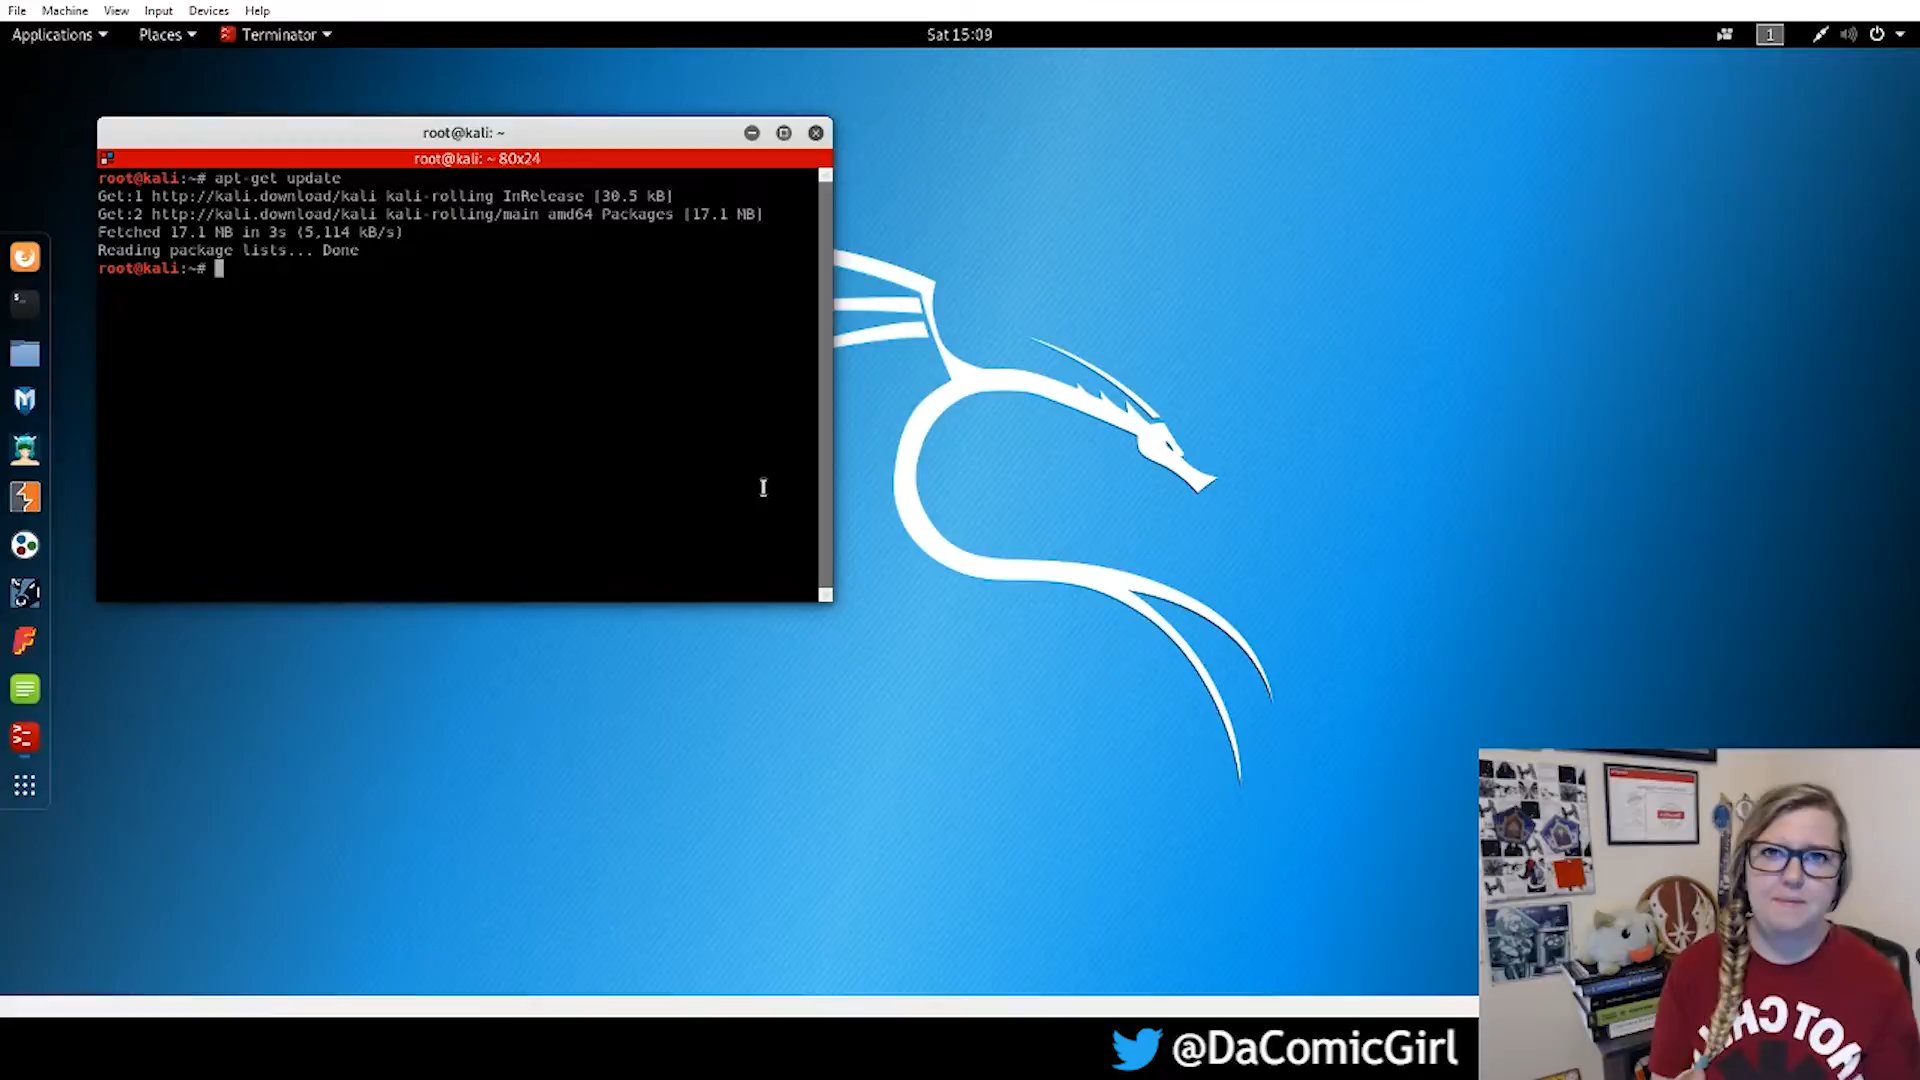 File Machine View Input Devices Help
Applications Places Terminator Sat 15:09 1
root@kali: ~
root@kali: ~ 80x24
root@kali:~# apt-get update
Get:1 http://kali.download/kali kali-rolling InRelease [30.5 kB]
Get:2 http://kali.download/kali kali-rolling/main amd64 Packages [17.1 MB]
Fetched 17.1 MB in 3s (5,114 kB/s)
Reading package lists... Done
root@kali:~#
@DaComicGirl